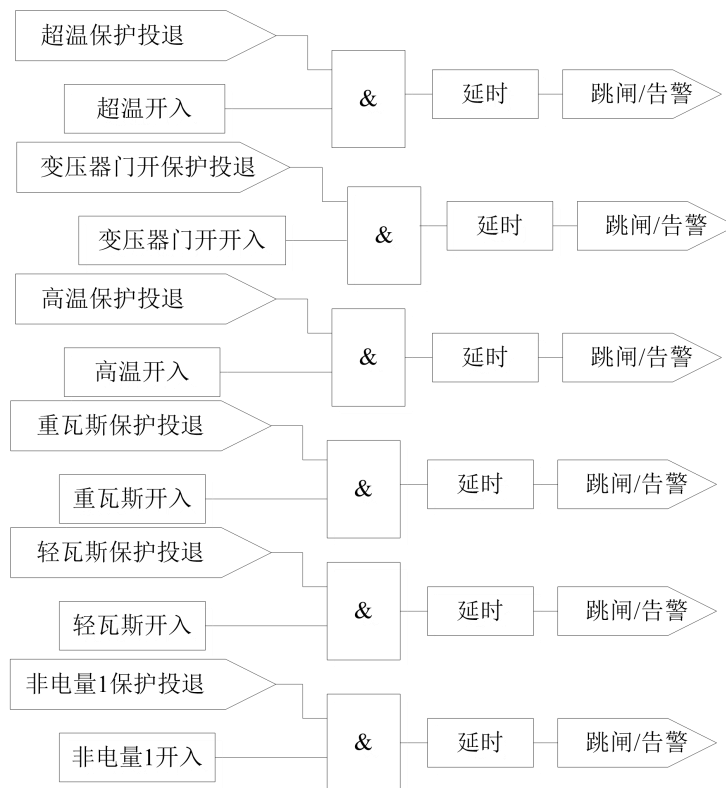 超温保护投退
超温开入
&
延时
跳闸/告警
变压器门开保护投退
变压器门开开入
&
延时
跳闸/告警
高温保护投退
高温开入
&
延时
跳闸/告警
重瓦斯保护投退
重瓦斯开入
&
延时
跳闸/告警
轻瓦斯保护投退
轻瓦斯开入
&
延时
跳闸/告警
非电量1保护投退
非电量1开入
&
延时
跳闸/告警